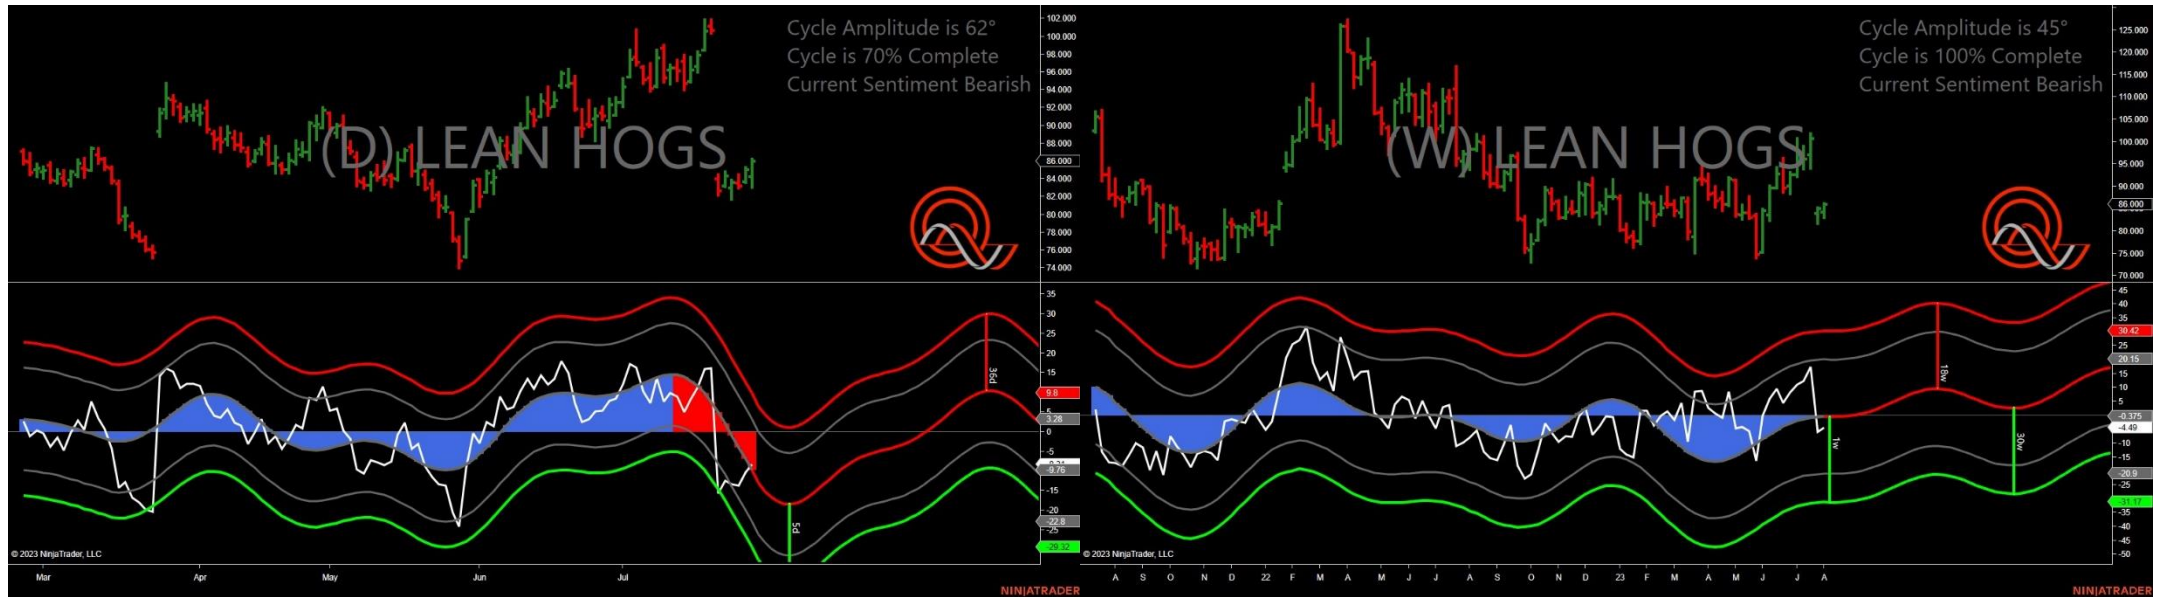 Cycle Amplitude is 62°
Cycle is 70% Complete
Current Sentiment Bearish
(D) LEAN HOGS
102.000
100.000
98.000
96.000
94.000
92.000
90.000
88.000
86.000
84.000
82.000
80.000
78.000
76.000
74.000
35
30
25
20
15
9.8
5
3.28
0
-5
-9.76
-15
-20
-22.8
-25
-29.32
36d
5d
© 2023 NinjaTrader, LLC
Mar
Apr
May
Jun
Jul
NINJATRADER
Cycle Amplitude is 45°
Cycle is 100% Complete
Current Sentiment Bearish
(W) LEAN HOGS
125.000
120.000
115.000
110.000
105.000
100.000
95.000
90.000
86.000
80.000
75.000
70.000
45
40
35
30.42
25
20.15
15
10
5
-0.375
-4.49
-10
-15
-20.9
-25
-31.17
-35
-40
-45
-50
18w
1w
30w
© 2023 NinjaTrader, LLC
A S O N D 22 F M A M J J A S O N D 23 F M A M J J A
NINJATRADER